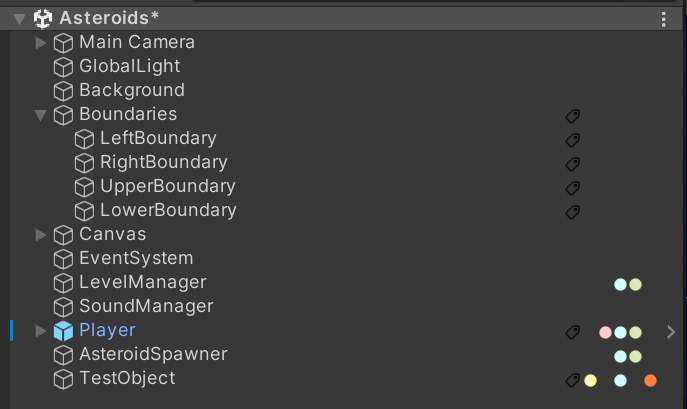 Asteroids*
Main Camera
GlobalLight
Background
Boundaries
LeftBoundary
RightBoundary
UpperBoundary
LowerBoundary
Canvas
EventSystem
LevelManager
SoundManager
Player
AsteroidSpawner
TestObject